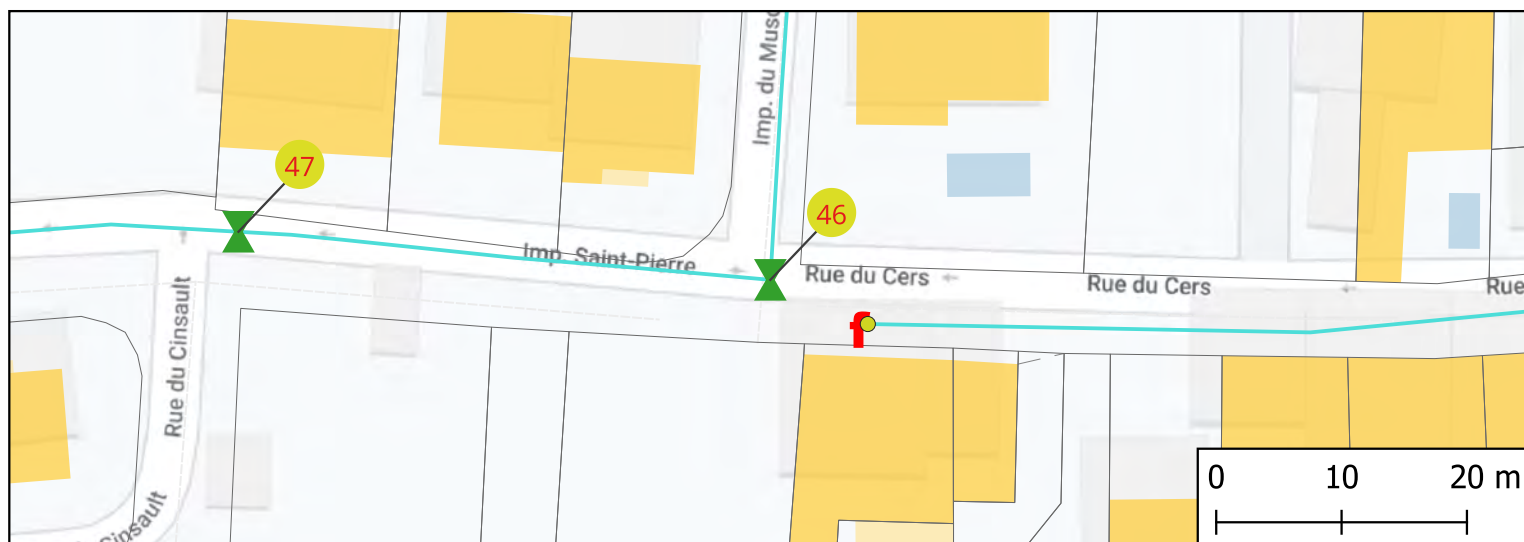 Imp. du Musc
47
46
Imp. Saint-Pierre
Rue du Cers
Rue du Cers
Rue
f
Rue du Cinsault
Cinsault
0 10 20 m